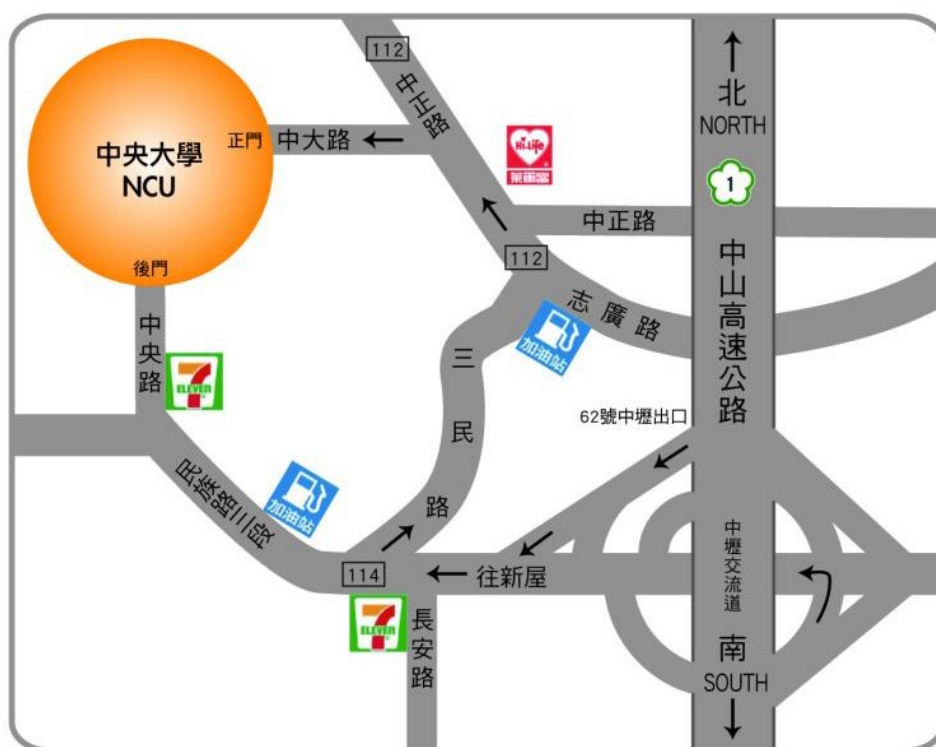 112
中正路
北
NORTH
正門
中大路
中央大學
NCU
Hi-Life
萊爾富
1
中正路
112
後門
志廣路
中山高速公路
中央路
加油站
三民路
7
ELEVEN
62號中壢出口
民族路三段
加油站
中壢交流道
114
往新屋
7
ELEVEN
長安路
南
SOUTH